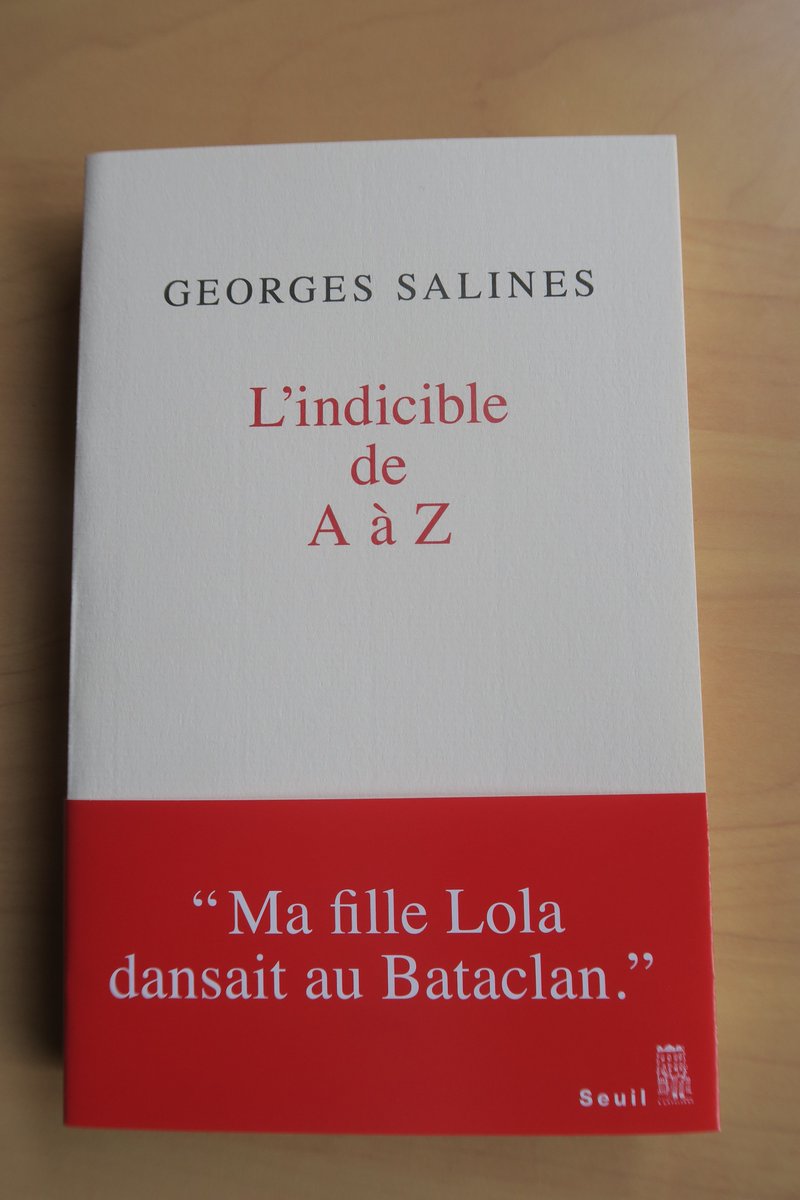 GEORGES SALINES
L’indicible
de
A à Z
“Ma fille Lola
dansait au Bataclan.”
Seuil